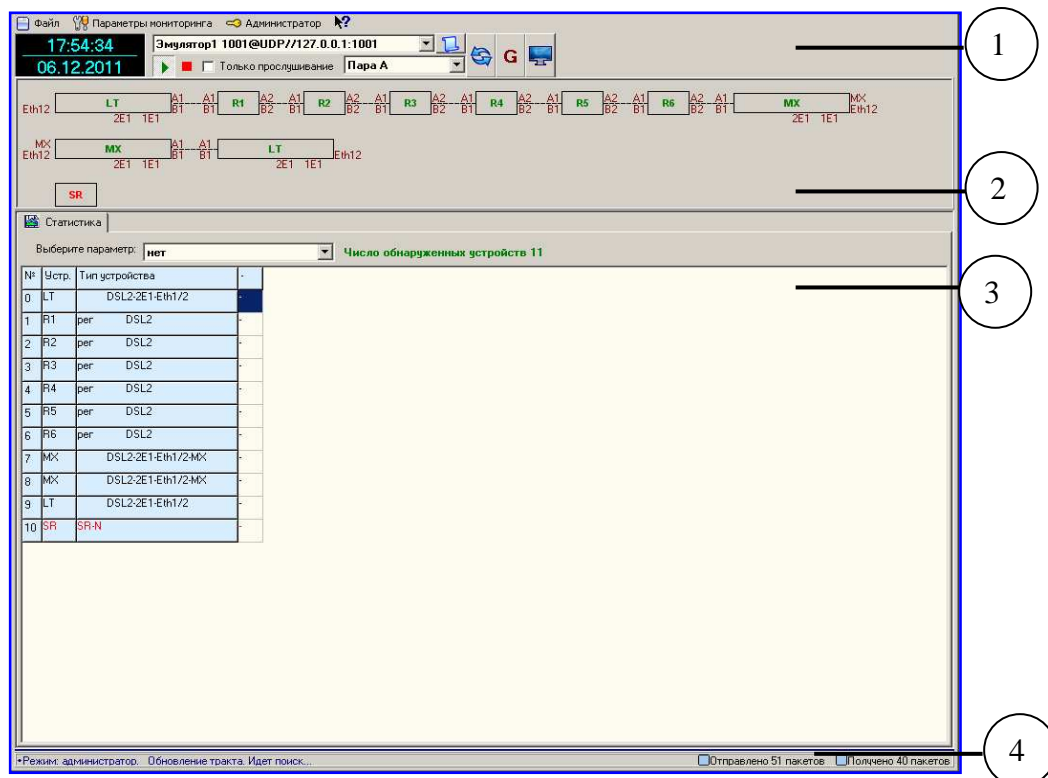 Файл Параметры мониторинга Администратор
17:54:34
06.12.2011
Эмулятор1 1001@UDP//127.0.0.1:1001
Только прослушивание Пара A
G
1
Eth12 LT 2E1 1E1 A1 B1 A1 B1 R1 A2 B2 A1 B1 R2 A2 B2 A1 B1 R3 A2 B2 A1 B1 R4 A2 B2 A1 B1 R5 A2 B2 A1 B1 R6 A2 B2 A1 B1 MX 2E1 1E1 MX Eth12
MX Eth12 MX 2E1 1E1 A1 B1 A1 B1 LT 2E1 1E1 Eth12
SR
2
Статистика
Выберите параметр: нет Число обнаруженных устройств 11
№ Устр. Тип устройства -
0 LT DSL2-2E1-Eth1/2 -
1 R1 рег DSL2 -
2 R2 рег DSL2 -
3 R3 рег DSL2 -
4 R4 рег DSL2 -
5 R5 рег DSL2 -
6 R6 рег DSL2 -
7 MX DSL2-2E1-Eth1/2-MX -
8 MX DSL2-2E1-Eth1/2-MX -
9 LT DSL2-2E1-Eth1/2 -
10 SR SR-N -
3
•Режим: администратор. Обновление тракта. Идет поиск... Отправлено 51 пакетов Получено 40 пакетов
4